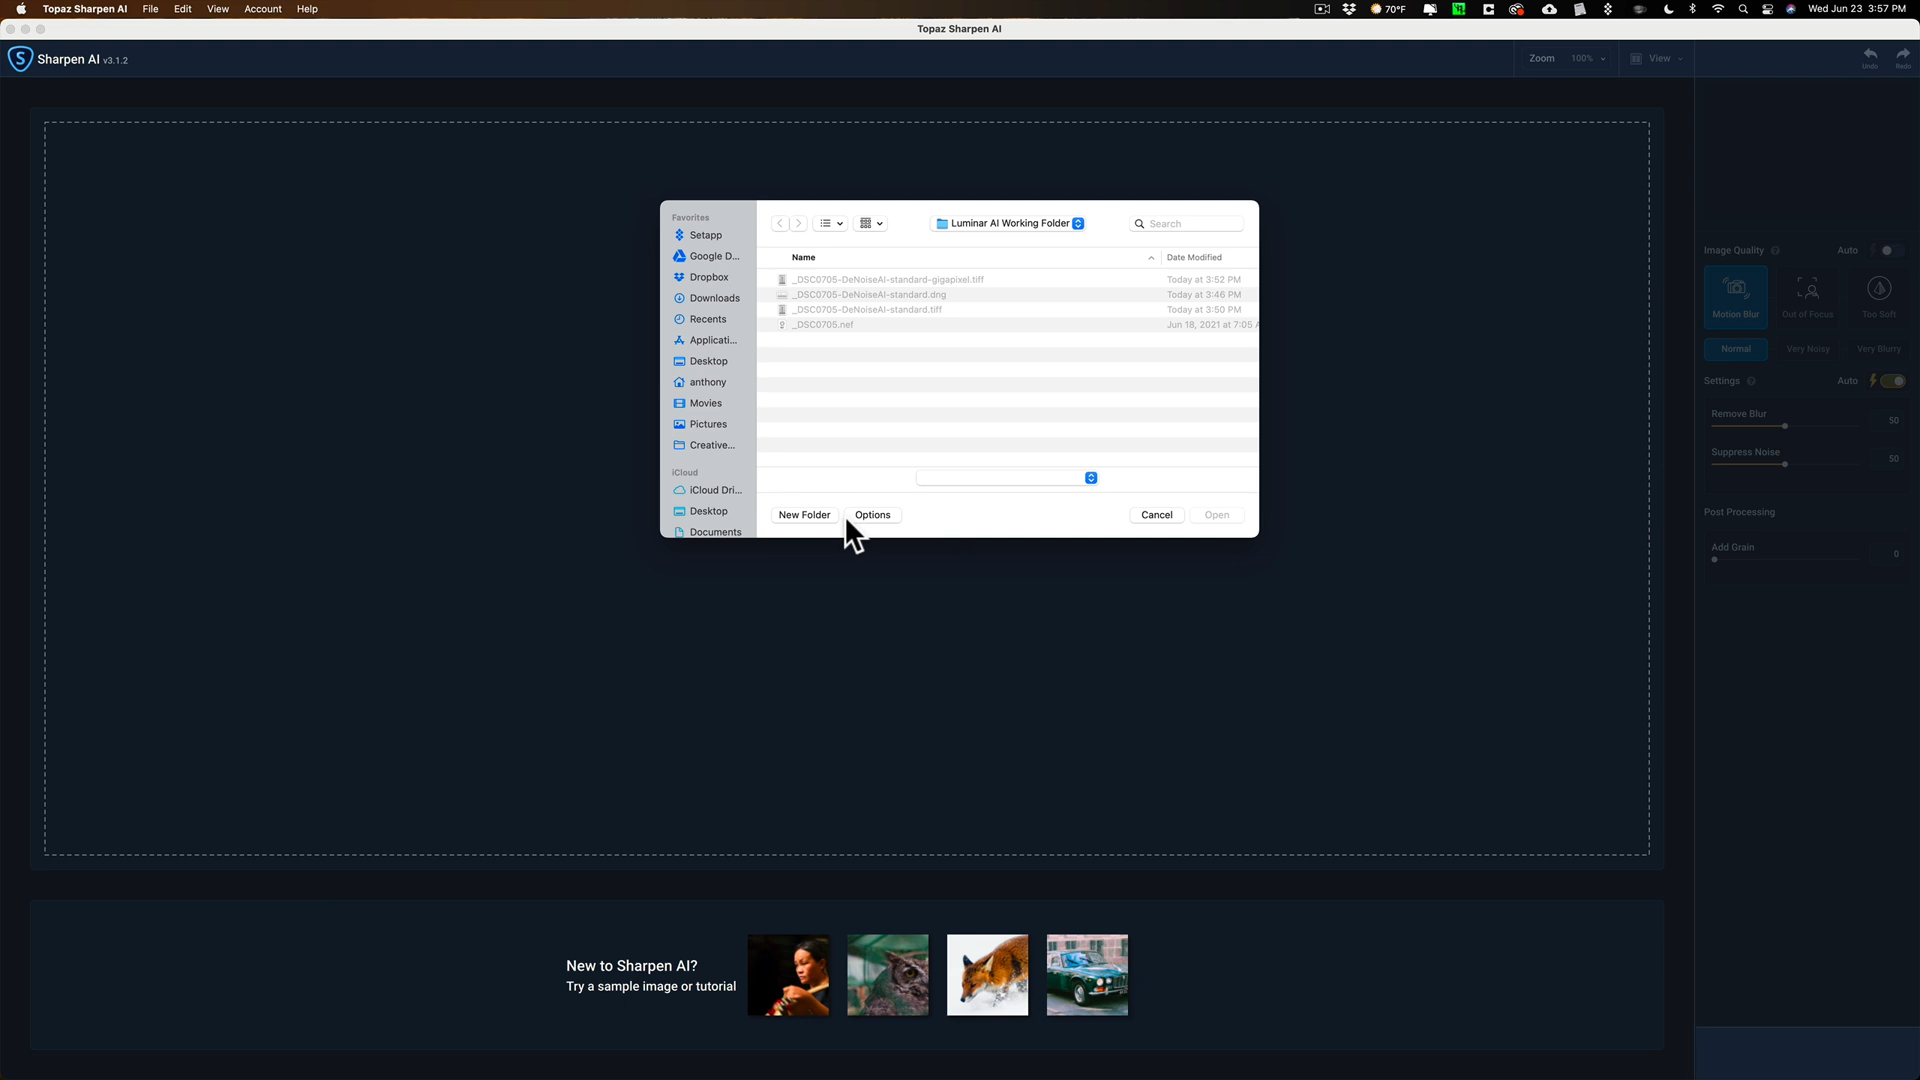 Topaz Sharpen AI File Edit View Account Help 70°F Wed Jun 23 3:57 PM
Topaz Sharpen AI
Sharpen AI v3.1.2
Zoom 100% View
Undo Redo
Favorites
Setapp
Google D...
Dropbox
Downloads
Recents
Applicati...
Desktop
anthony
Movies
Pictures
Creative...
iCloud
iCloud Dri...
Desktop
Documents
Luminar AI Working Folder
Search
Name Date Modified
_DSC0705-DeNoiseAI-standard-gigapixel.tiff Today at 3:52 PM
_DSC0705-DeNoiseAI-standard.dng Today at 3:46 PM
_DSC0705-DeNoiseAI-standard.tiff Today at 3:50 PM
_DSC0705.nef Jun 18, 2021 at 7:05 A
New Folder Options Cancel Open
Image Quality Auto
Motion Blur Out of Focus Too Soft
Normal Very Noisy Very Blurry
Settings Auto
Remove Blur 50
Suppress Noise 50
Post Processing
Add Grain 0
New to Sharpen AI?
Try a sample image or tutorial